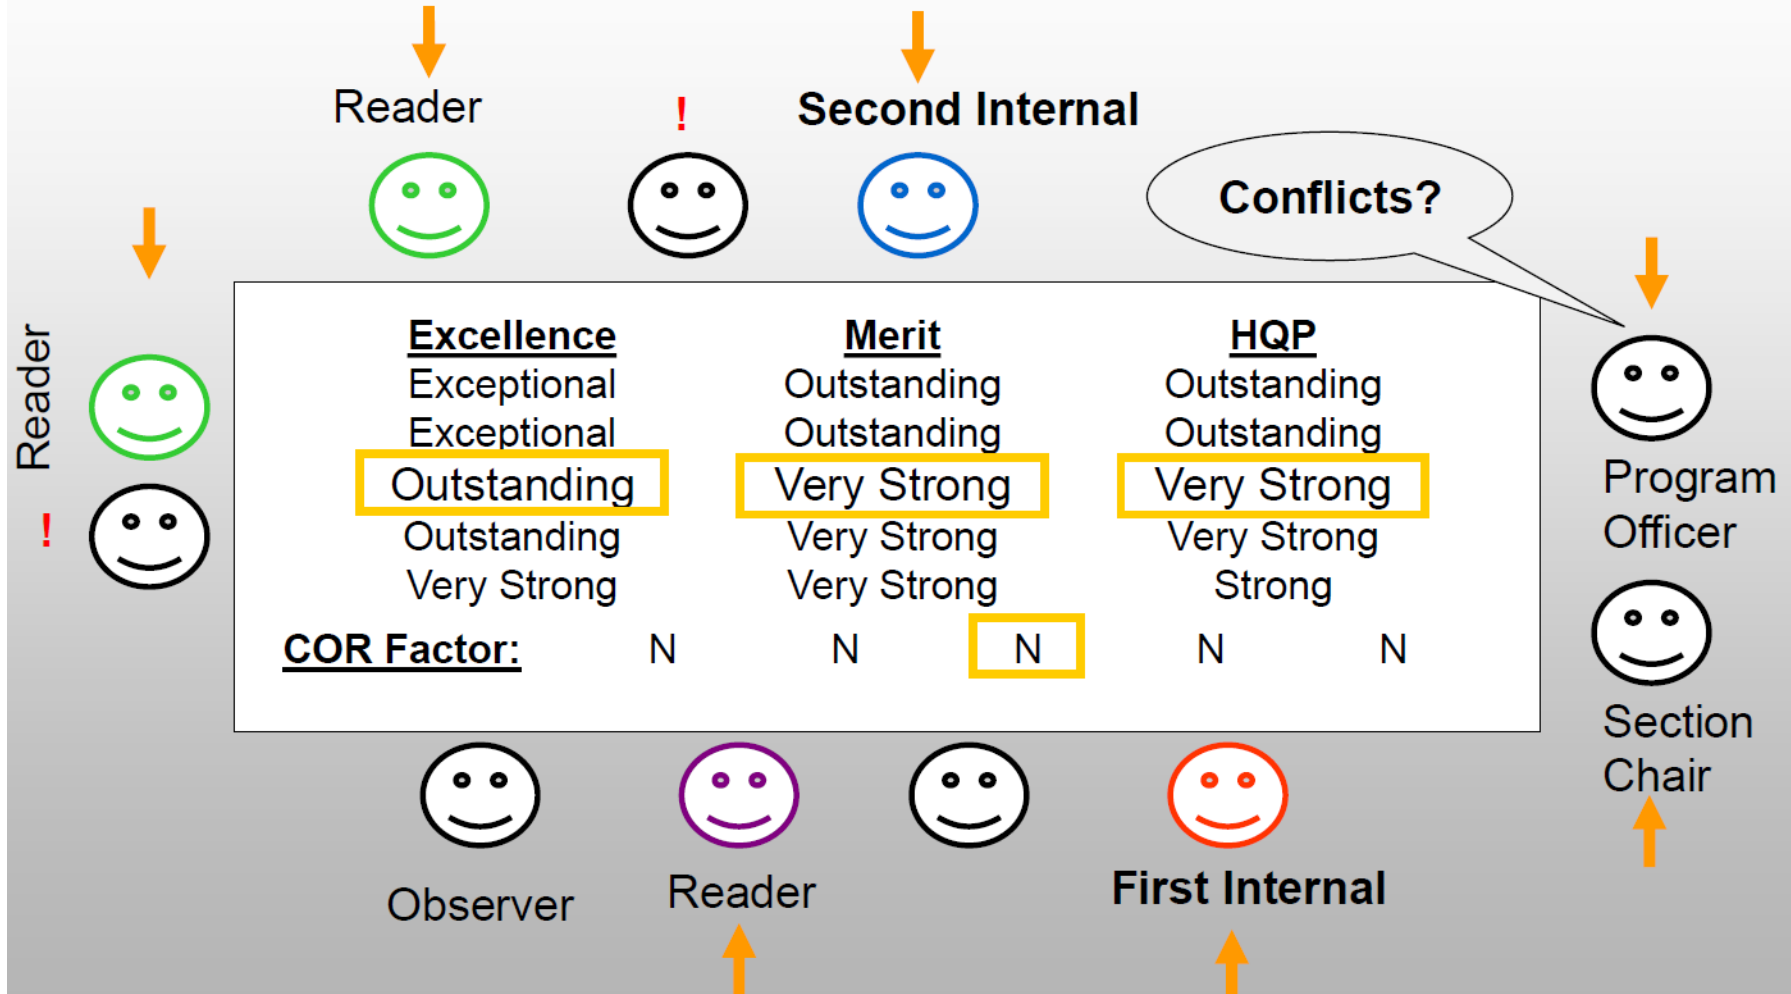 Reader
!
Second Internal
Conflicts?
Reader
!
Excellence Merit HQP
Exceptional Outstanding Outstanding
Exceptional Outstanding Outstanding
Outstanding Very Strong Very Strong
Outstanding Very Strong Very Strong
Very Strong Very Strong Strong
COR Factor: N N N N N
Program
Officer
Section
Chair
Observer
Reader
First Internal